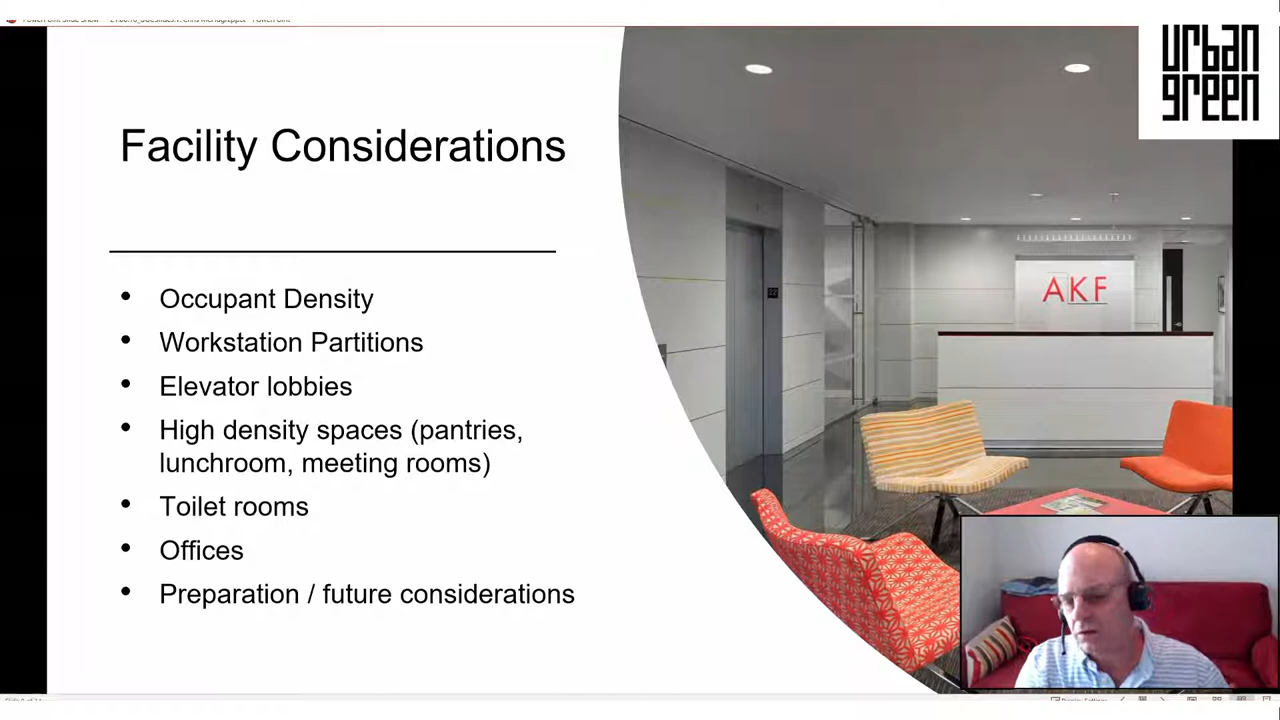 urban
green
Facility Considerations
AKF
• Occupant Density
• Workstation Partitions
• Elevator lobbies
• High density spaces (pantries,
lunchroom, meeting rooms)
• Toilet rooms
• Offices
• Preparation / future considerations